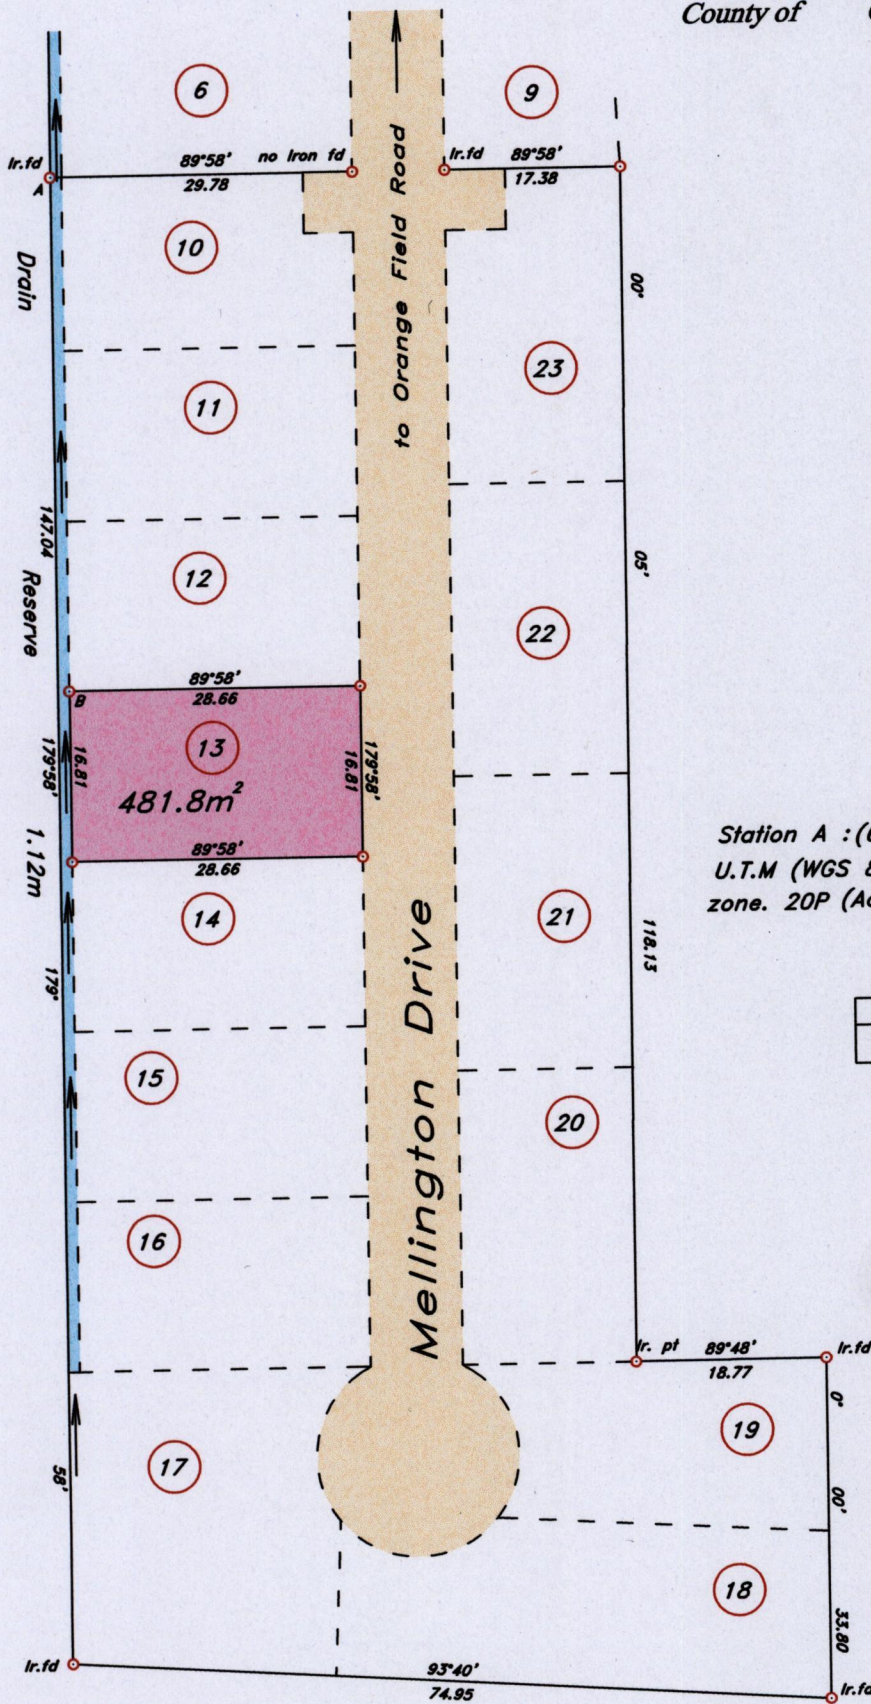 County of
6
9
Ir.fd
89°58'
no Iron fd
Ir.fd
89°58'
A
29.78
17.38
to Orange Field Road
10
Drain
00'
23
11
147.04
12
05'
Reserve
22
89°58'
B
28.66
13
16.81
16.81
179°58'
179°58'
481.8m²
89°58'
28.66
1.12m
Station A :(
U.T.M (WGS 8
zone. 20P (Ac
14
21
118.13
179°
Mellington Drive
15
20
16
Ir. pt
89°48'
Ir.fd
18.77
0°
19
17
58'
00'
18
33.80
Ir.fd
93°40'
74.95
Ir.fd